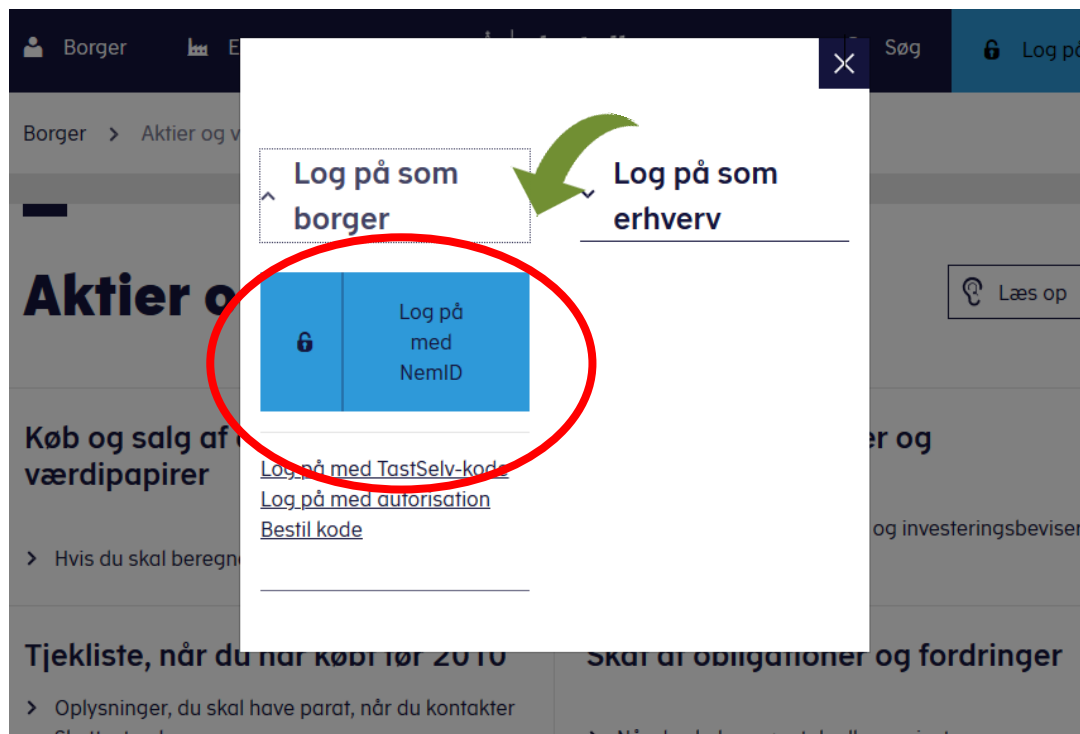 Borger
E
Søg
Log på
Borger > Aktier og v
Log på som
borger
Log på som
erhverv
Aktier o
Læs op
Log på
med
NemID
Køb og salg af
værdipapirer
er og
Log på med TastSelv-kode
Log på med autorisation
Bestil kode
og investeringsbeviser
> Hvis du skal beregn
Tjekliste, når du har købt før 2010
Skat af obligationer og fordringer
> Oplysninger, du skal have parat, når du kontakter